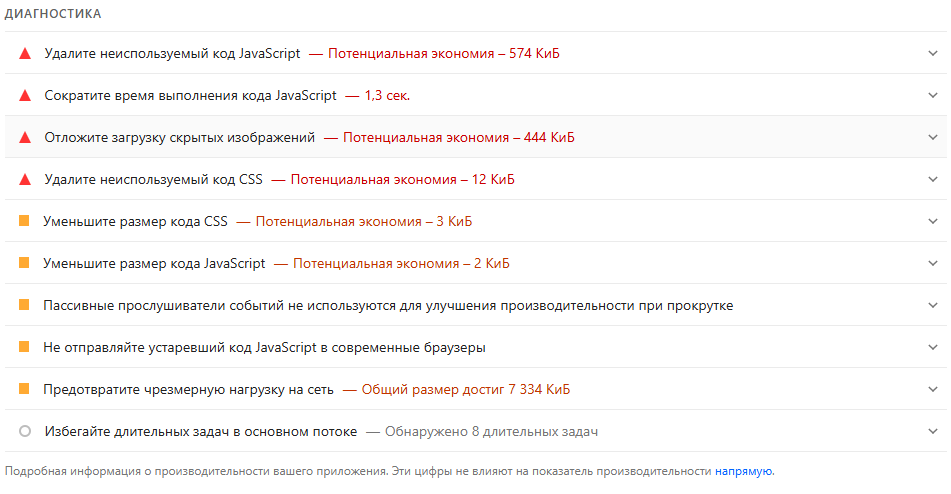 ДИАГНОСТИКА
Удалите неиспользуемый код JavaScript — Потенциальная экономия – 574 КиБ
Сократите время выполнения кода JavaScript — 1,3 сек.
Отложите загрузку скрытых изображений — Потенциальная экономия – 444 КиБ
Удалите неиспользуемый код CSS — Потенциальная экономия – 12 КиБ
Уменьшите размер кода CSS — Потенциальная экономия – 3 КиБ
Уменьшите размер кода JavaScript — Потенциальная экономия – 2 КиБ
Пассивные прослушиватели событий не используются для улучшения производительности при прокрутке
Не отправляйте устаревший код JavaScript в современные браузеры
Предотвратите чрезмерную нагрузку на сеть — Общий размер достиг 7 334 КиБ
Избегайте длительных задач в основном потоке — Обнаружено 8 длительных задач
Подробная информация о производительности вашего приложения. Эти цифры не влияют на показатель производительности напрямую.